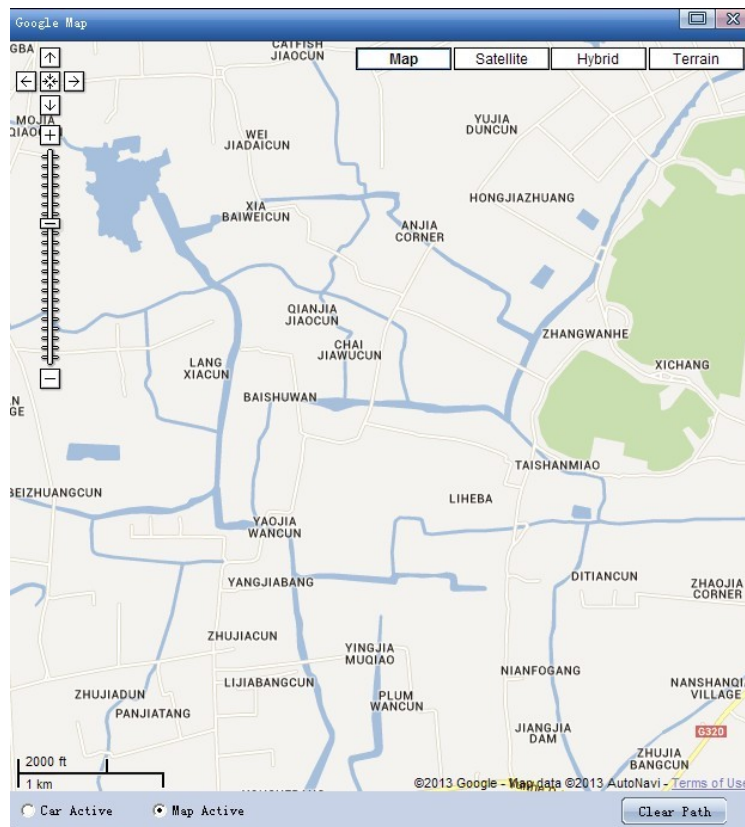 Google Map
GBA
CATFISH
JIAOCUN
Map
Satellite
Hybrid
Terrain
MOJIA
QIAO
WEI
JIADAICUN
YUJIA
DUNCUN
XIA
BAIWEICUN
HONGJIAZHUANG
ANJIA
CORNER
QIANJIA
JIAOCUN
CHAI
JIAWUCUN
ZHANGWANHE
LANG
XIACUN
XICHANG
AN
GE
BAISHUWAN
TAISHANMIAO
BEIZHUANGCUN
LIHEBA
YAOJIA
WANCUN
YANGJIABANG
DITIANCUN
ZHAOJIA
CORNER
ZHUJIACUN
YINGJIA
MUQIAO
LIJIABANGCUN
NIANFOGANG
ZHUJIADUN
PANJIATANG
PLUM
WANCUN
NANSHANQI
VILLAGE
JIANGJIA
DAM
G320
ZHUJIA
BANGCUN
2000 ft
1 km
©2013 Google - Map data ©2013 AutoNavi - Terms of Use
Car Active
Map Active
Clear Path